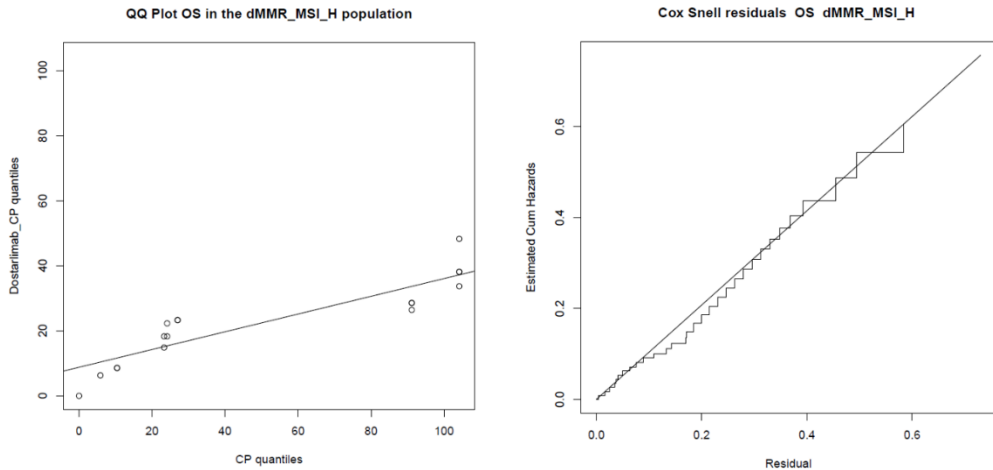 QQ Plot OS in the dMMR_MSI_H population
Dostarlimab_CP quantiles
100
80
60
40
20
0
0 20 40 60 80 100
CP quantiles
Cox Snell residuals OS dMMR_MSI_H
Estimated Cum Hazards
0.6
0.4
0.2
0.0
0.0 0.2 0.4 0.6
Residual